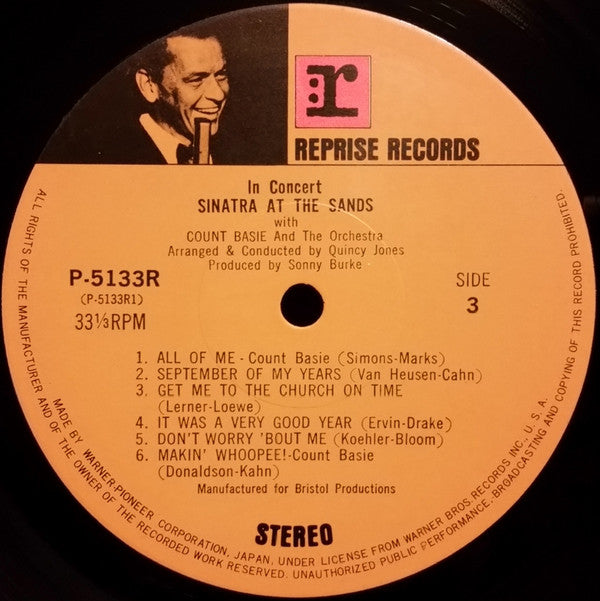 r
REPRISE RECORDS
In Concert
SINATRA AT THE SANDS
with
COUNT BASIE And The Orchestra
Arranged & Conducted by Quincy Jones
Produced by Sonny Burke
P-5133R
(P-5133R1)
33⅓RPM
SIDE
3
1. ALL OF ME - Count Basie (Simons-Marks)
2. SEPTEMBER OF MY YEARS (Van Heusen-Cahn)
3. GET ME TO THE CHURCH ON TIME
(Lerner-Loewe)
4. IT WAS A VERY GOOD YEAR (Ervin-Drake)
5. DON'T WORRY 'BOUT ME (Koehler-Bloom)
6. MAKIN' WHOOPEE!-Count Basie
(Donaldson-Kahn)
Manufactured for Bristol Productions
STEREO
MADE BY WARNER-PIONEER CORPORATION, JAPAN, UNDER LICENSE FROM WARNER BROS. RECORDS INC., U.S.A.
ALL RIGHTS OF THE MANUFACTURER AND OF THE OWNER OF THE RECORDED WORK RESERVED. UNAUTHORIZED PUBLIC PERFORMANCE, BROADCASTING AND COPYING OF THIS RECORD PROHIBITED.